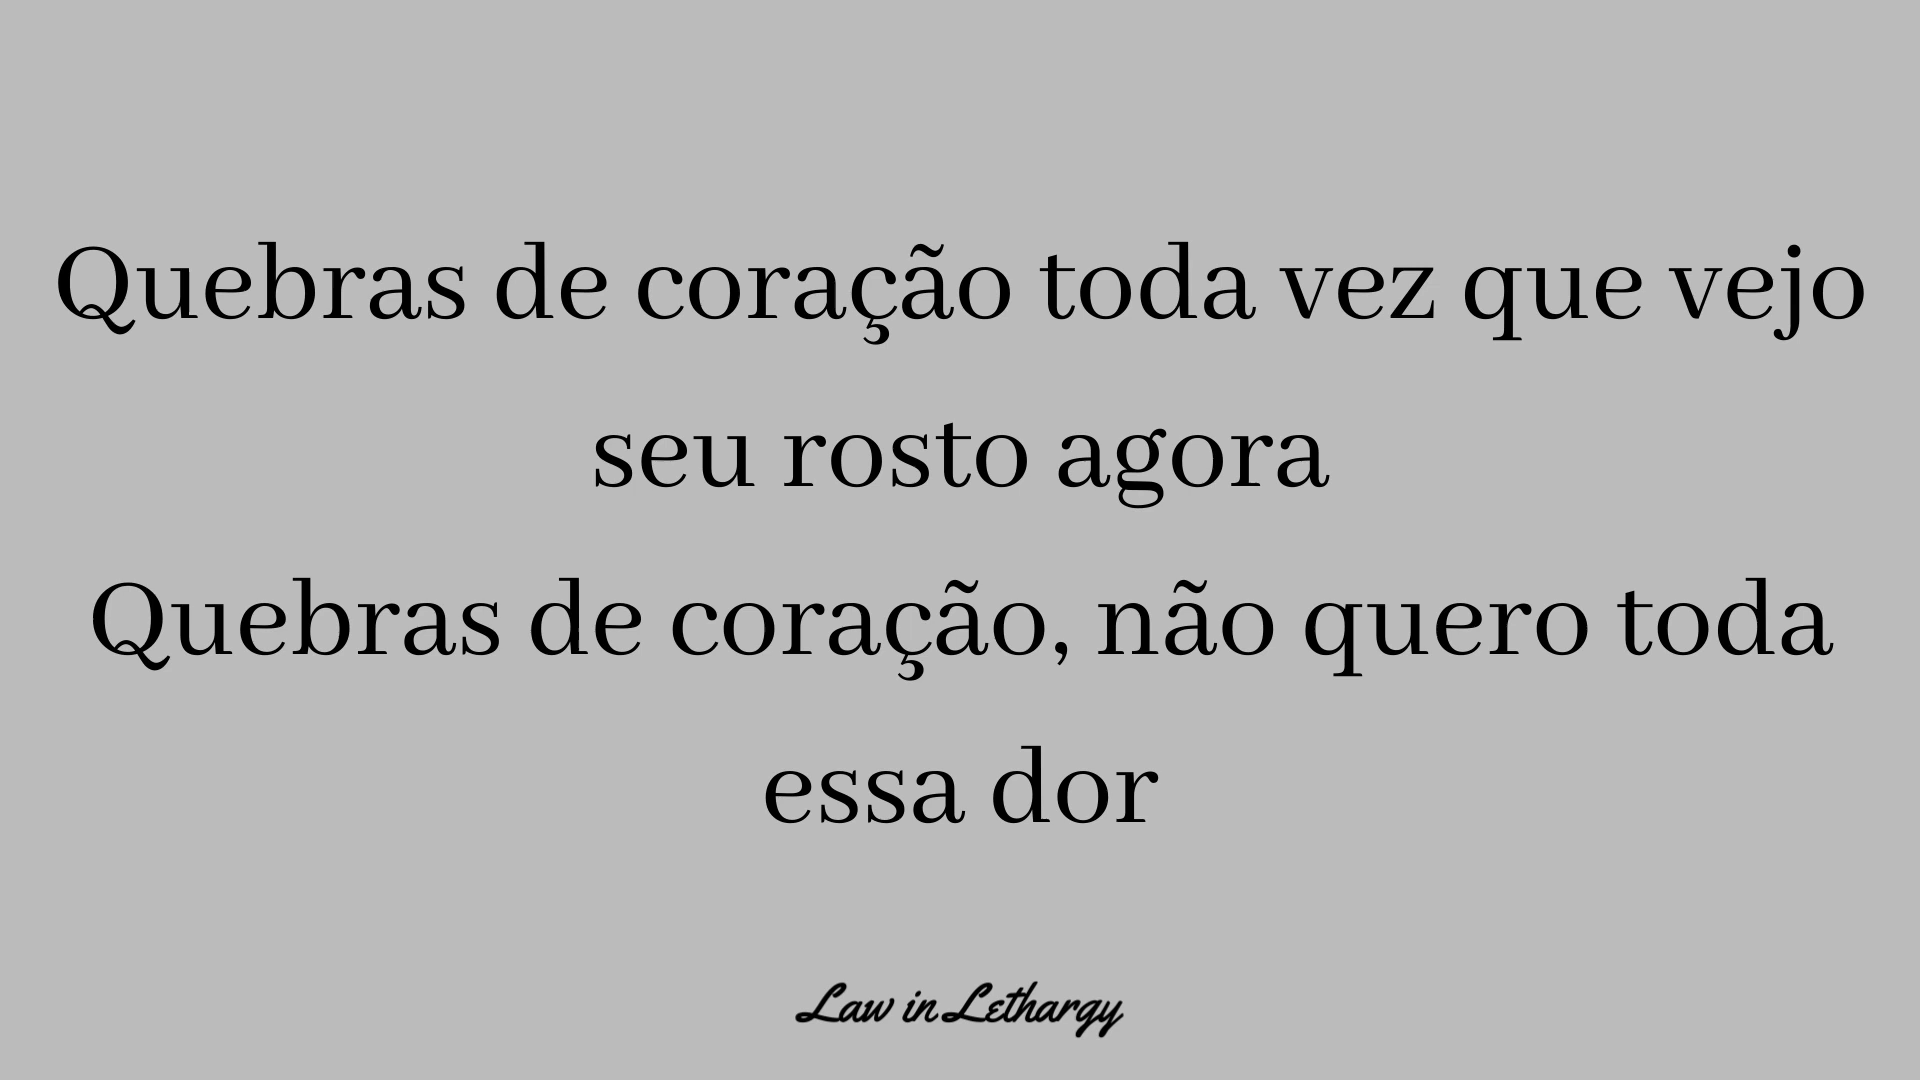 Quebras de coração toda vez que vejo
seu rosto agora
Quebras de coração, não quero toda
essa dor
Law in Lethargy